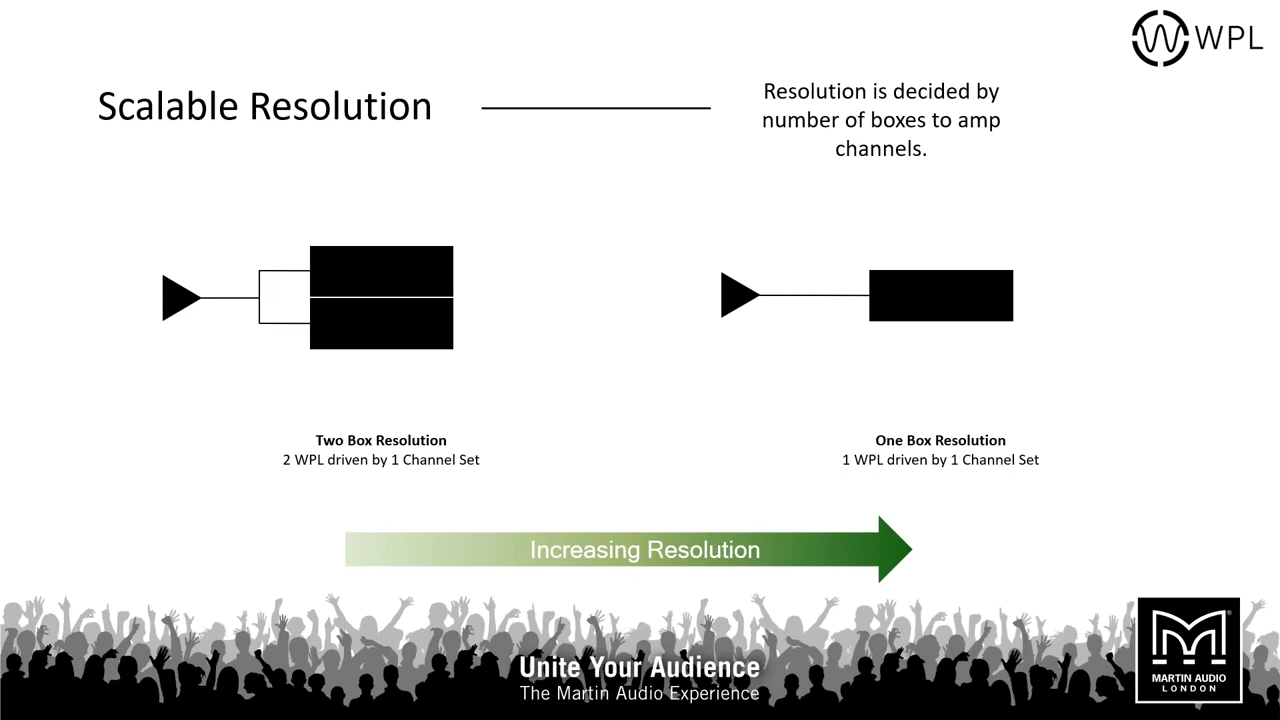 WPL
Scalable Resolution
Resolution is decided by
number of boxes to amp
channels.
Two Box Resolution
2 WPL driven by 1 Channel Set
One Box Resolution
1 WPL driven by 1 Channel Set
Increasing Resolution
Unite Your Audience
The Martin Audio Experience
®
MARTIN AUDIO
LONDON